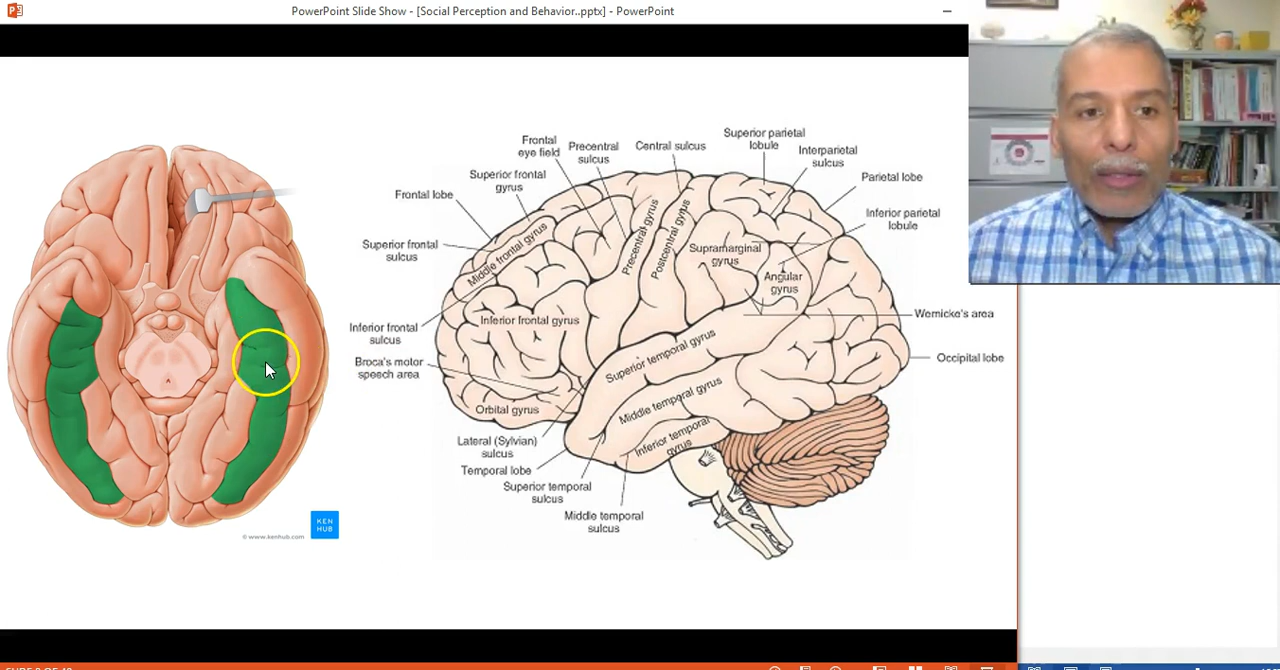 PowerPoint Slide Show - [Social Perception and Behavior..pptx] - PowerPoint
Frontal
eye field
Precentral
sulcus
Central sulcus
Superior parietal
lobule
Interparietal
sulcus
Superior frontal
gyrus
Parietal lobe
Frontal lobe
Inferior parietal
lobule
Superior frontal
sulcus
Middle frontal gyrus
Precentral gyrus
Postcentral gyrus
Supramarginal
gyrus
Angular
gyrus
Inferior frontal
sulcus
Inferior frontal gyrus
Wernicke's area
Broca's motor
speech area
Superior temporal gyrus
Occipital lobe
Orbital gyrus
Middle temporal gyrus
Lateral (Sylvian)
sulcus
Inferior temporal
gyrus
Temporal lobe
Superior temporal
sulcus
Middle temporal
sulcus
KEN
HUB
© www.kenhub.com